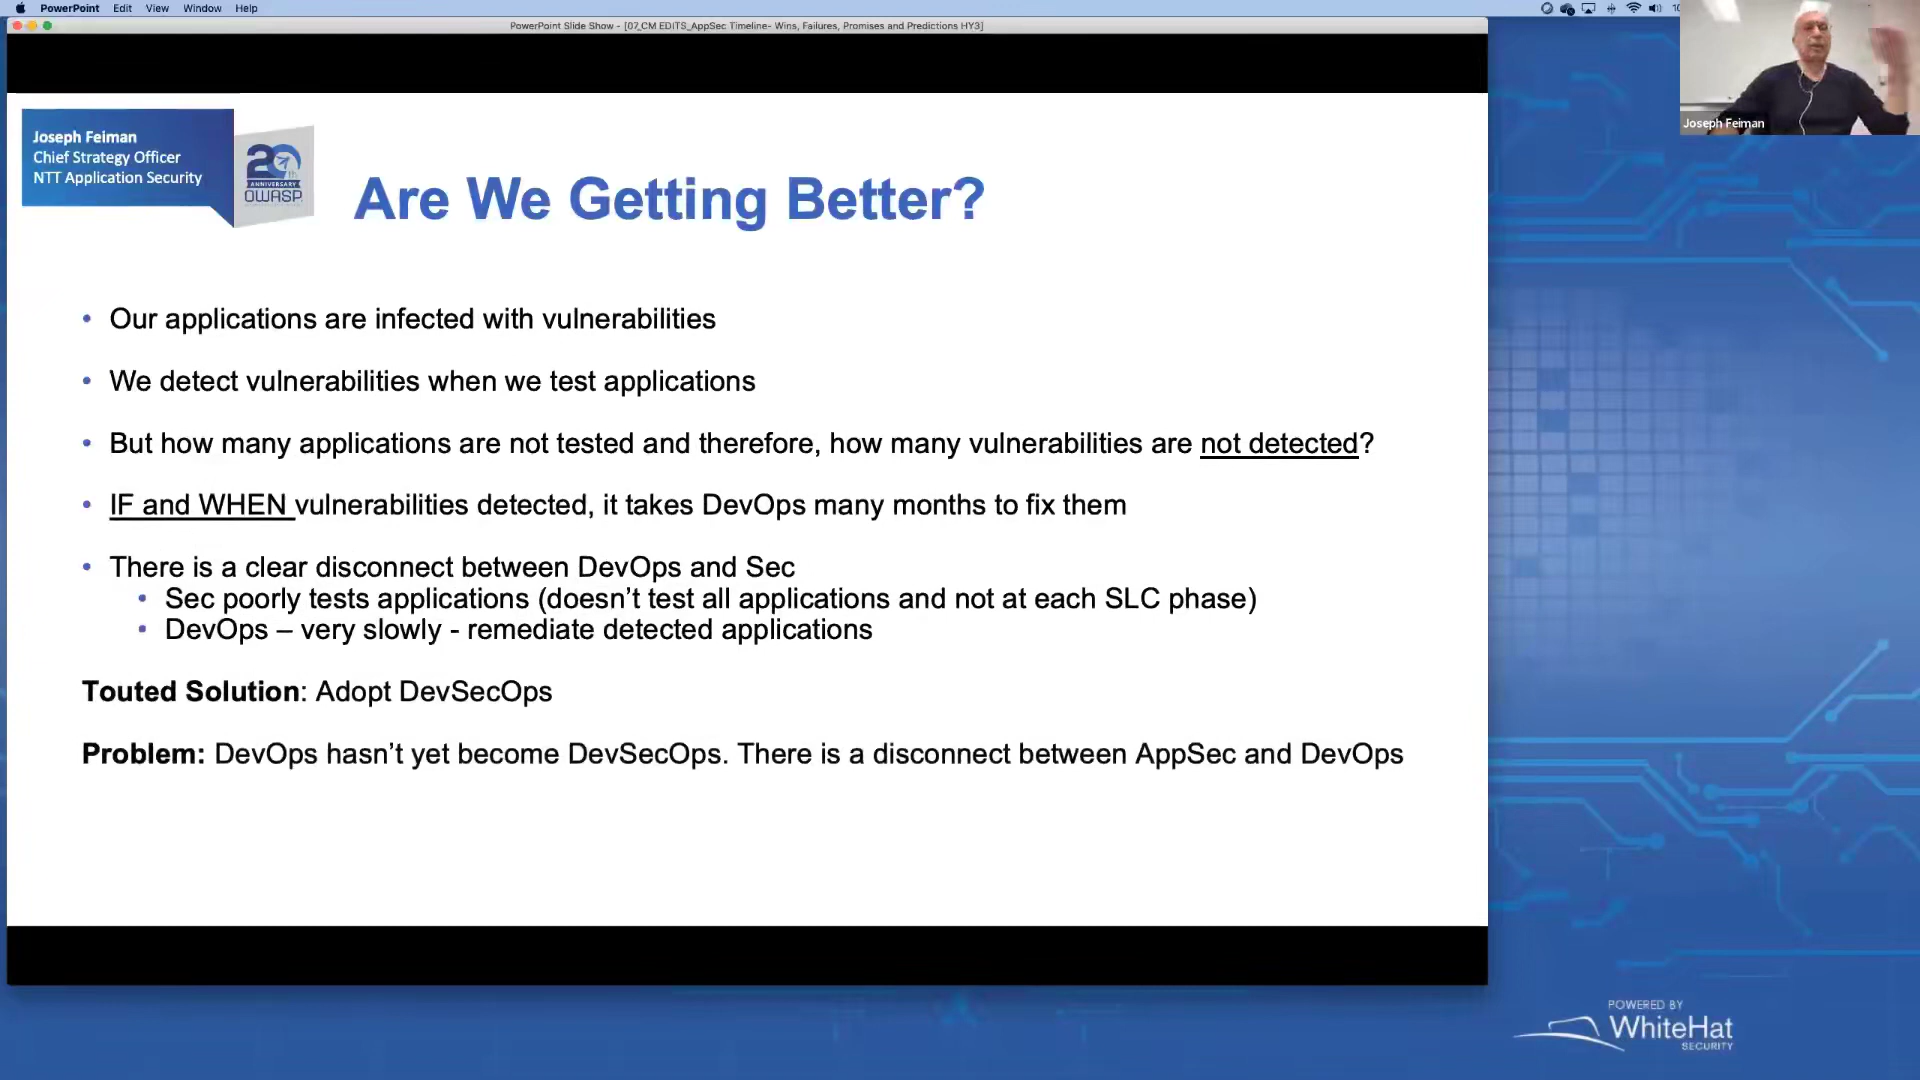 PowerPoint Edit View Window Help
PowerPoint Slide Show - [07_CM EDITS_AppSec Timeline- Wins, Failures, Promises and Predictions HY3]
Joseph Feiman
Joseph Feiman
Chief Strategy Officer
NTT Application Security
20th
ANNIVERSARY
OWASP
Are We Getting Better?
• Our applications are infected with vulnerabilities
• We detect vulnerabilities when we test applications
• But how many applications are not tested and therefore, how many vulnerabilities are not detected?
• IF and WHEN vulnerabilities detected, it takes DevOps many months to fix them
• There is a clear disconnect between DevOps and Sec
• Sec poorly tests applications (doesn’t test all applications and not at each SLC phase)
• DevOps – very slowly - remediate detected applications
Touted Solution: Adopt DevSecOps
Problem: DevOps hasn’t yet become DevSecOps. There is a disconnect between AppSec and DevOps
POWERED BY
WhiteHat
SECURITY